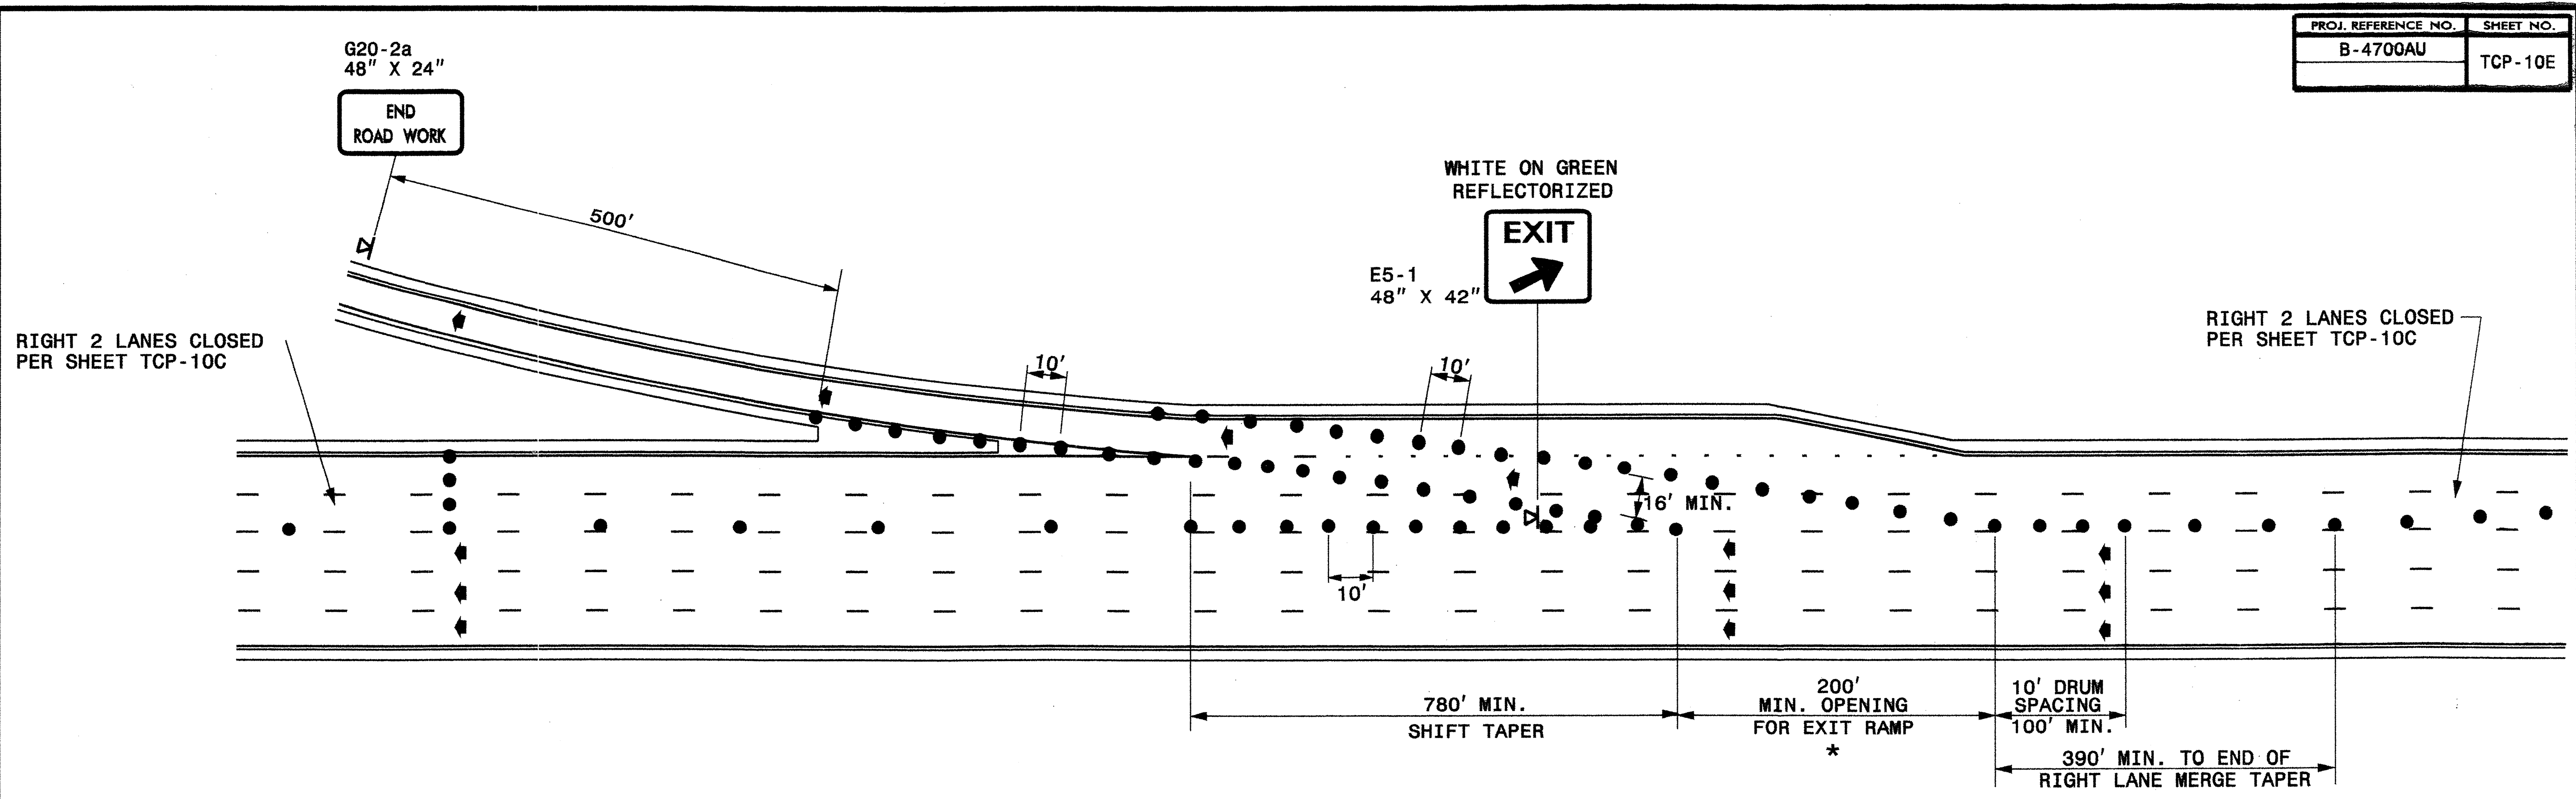 PROJ. REFERENCE NO. SHEET NO.
B-4700AU
TCP-10E
G20-2a
48" X 24"
END
ROAD WORK
500'
WHITE ON GREEN
REFLECTORIZED
EXIT
E5-1
48" X 42"
RIGHT 2 LANES CLOSED
PER SHEET TCP-10C
RIGHT 2 LANES CLOSED
PER SHEET TCP-10C
10'
10'
16' MIN.
10'
780' MIN.
SHIFT TAPER
200'
MIN. OPENING
FOR EXIT RAMP
*
10' DRUM
SPACING
100' MIN.
390' MIN. TO END OF
RIGHT LANE MERGE TAPER